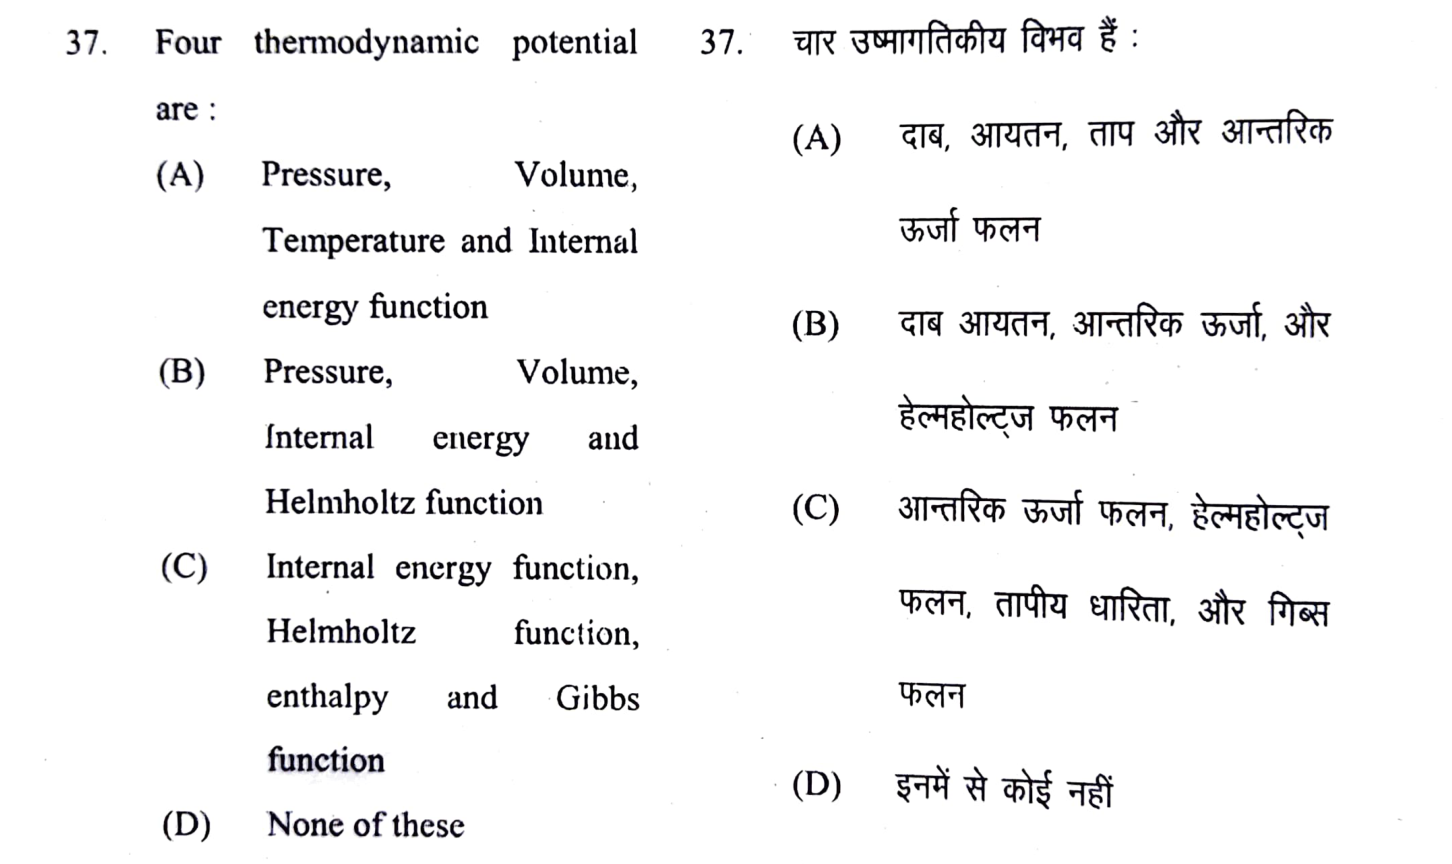 37. Four thermodynamic potential
are :
(A) Pressure, Volume,
Temperature and Internal
energy function
(B) Pressure, Volume,
Internal energy and
Helmholtz function
(C) Internal energy function,
Helmholtz function,
enthalpy and Gibbs
function
(D) None of these
37. चार उष्मागतिकीय विभव हैं :
(A) दाब, आयतन, ताप और आन्तरिक
ऊर्जा फलन
(B) दाब आयतन, आन्तरिक ऊर्जा, और
हेल्महोल्ट्ज फलन
(C) आन्तरिक ऊर्जा फलन, हेल्महोल्ट्ज
फलन, तापीय धारिता, और गिब्स
फलन
(D) इनमें से कोई नहीं